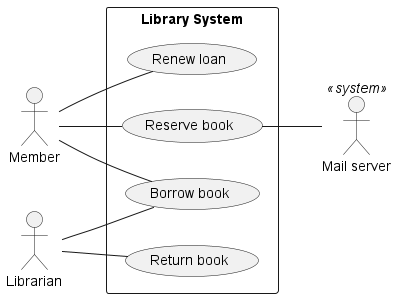 Library System
Renew loan
«system»
Reserve book
Member
Mail server
Borrow book
Librarian
Return book